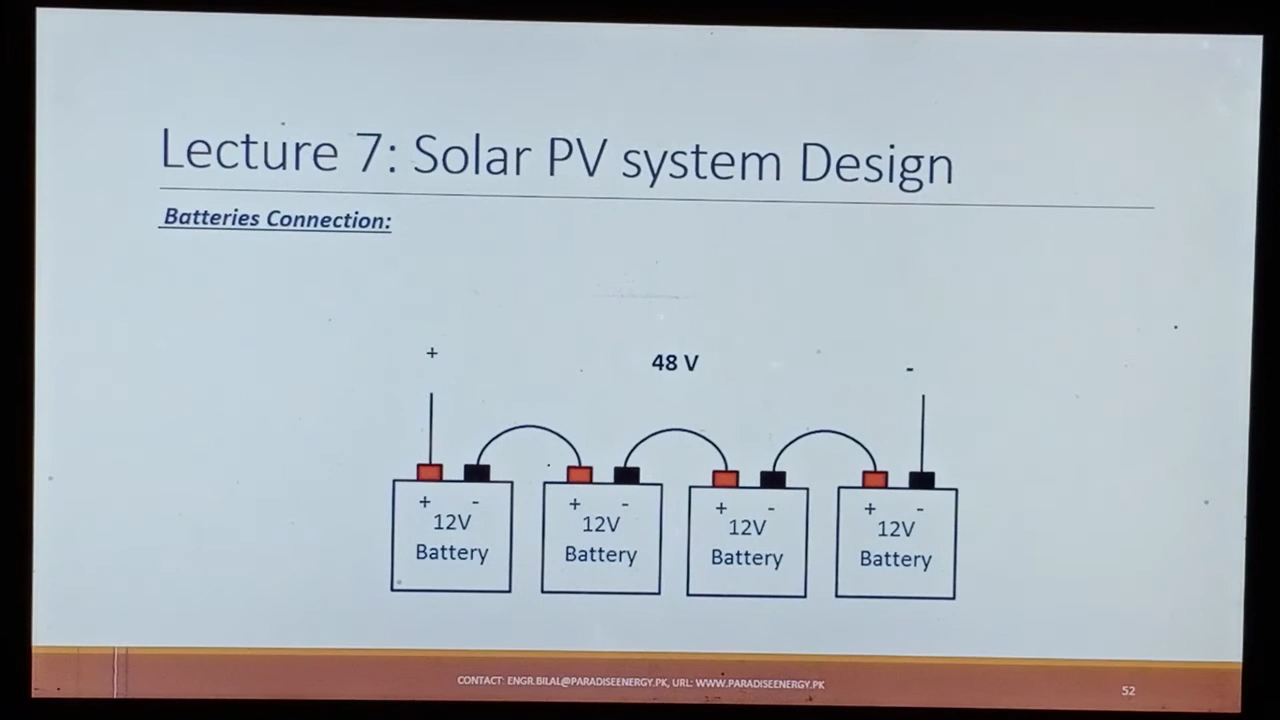 Lecture 7: Solar PV system Design
Batteries Connection:
+ 48 V -
+ - + - + - + -
12V 12V 12V 12V
Battery Battery Battery Battery
CONTACT: ENGR.BILAL@PARADISEENERGY.PK, URL: WWW.PARADISEENERGY.PK
52